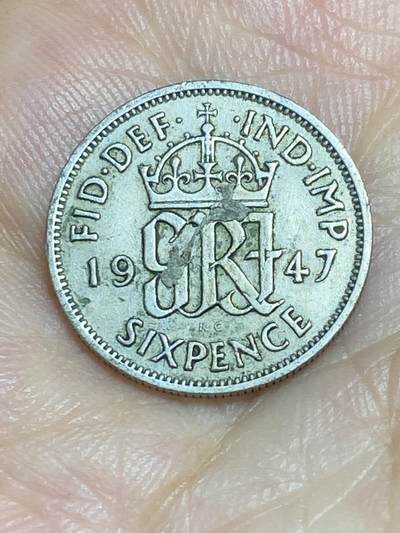 FID·DEF· ·IND·IMP
19 GRI 47
K·G
SIXPENCE